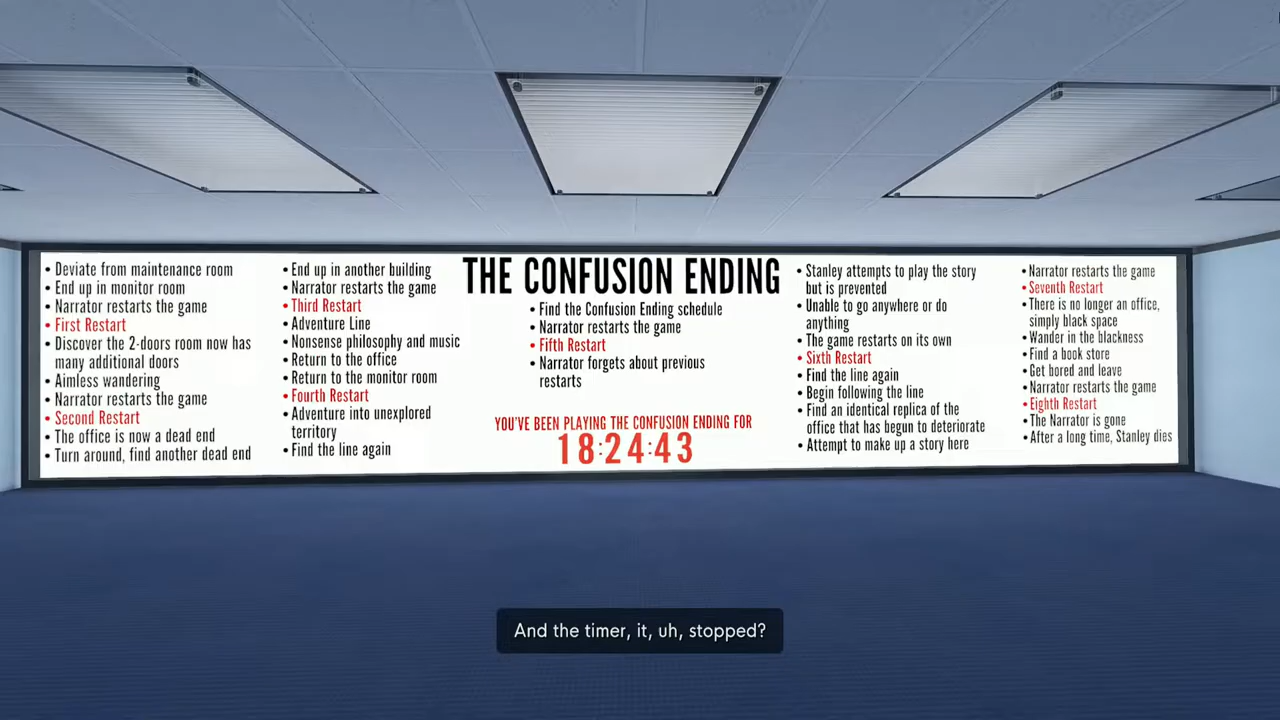 • Deviate from maintenance room
• End up in monitor room
• Narrator restarts the game
• First Restart
• Discover the 2-doors room now has
many additional doors
• Aimless wandering
• Narrator restarts the game
• Second Restart
• The office is now a dead end
• Turn around, find another dead end
• End up in another building
• Narrator restarts the game
• Third Restart
• Adventure Line
• Nonsense philosophy and music
• Return to the office
• Return to the monitor room
• Fourth Restart
• Adventure into unexplored
territory
• Find the line again
THE CONFUSION ENDING
• Find the Confusion Ending schedule
• Narrator restarts the game
• Fifth Restart
• Narrator forgets about previous
restarts
YOU'VE BEEN PLAYING THE CONFUSION ENDING FOR
18:24:43
• Stanley attempts to play the story
but is prevented
• Unable to go anywhere or do
anything
• The game restarts on its own
• Sixth Restart
• Find the line again
• Begin following the line
• Find an identical replica of the
office that has begun to deteriorate
• Attempt to make up a story here
• Narrator restarts the game
• Seventh Restart
• There is no longer an office,
simply black space
• Wander in the blackness
• Find a book store
• Get bored and leave
• Narrator restarts the game
• Eighth Restart
• The Narrator is gone
• After a long time, Stanley dies
And the timer, it, uh, stopped?